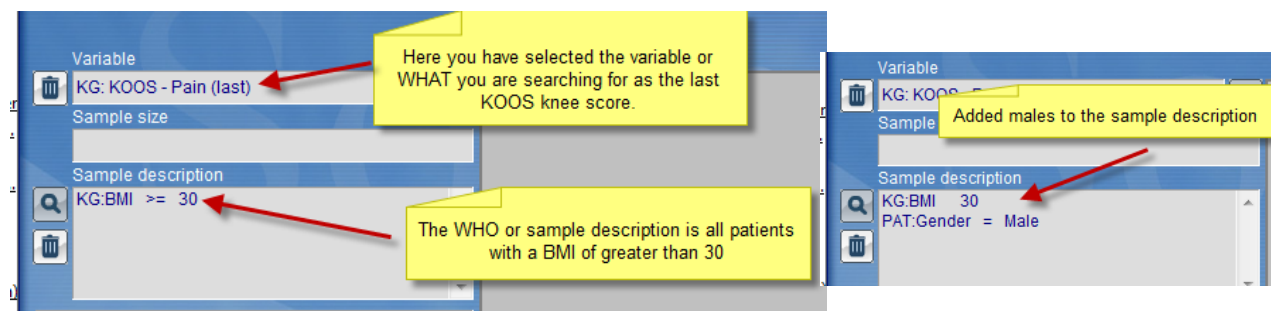 Variable
KG: KOOS - Pain (last)
Sample size
Sample description
KG:BMI >= 30
Here you have selected the variable or
WHAT you are searching for as the last
KOOS knee score.
The WHO or sample description is all patients
with a BMI of greater than 30
Variable
KG: KOOS
Sample
Added males to the sample description
Sample description
KG:BMI 30
PAT:Gender = Male